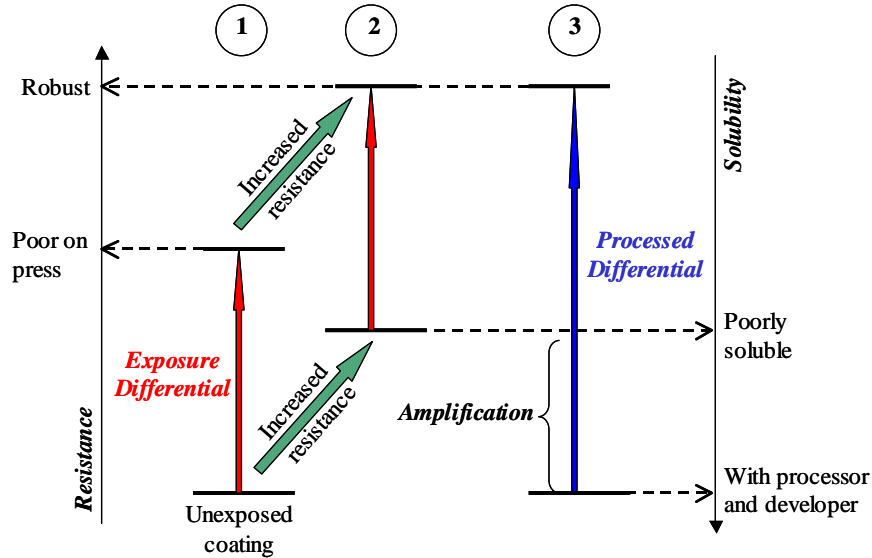 1
2
3
Robust
Solubility
Increased
resistance
Poor on
press
Processed
Differential
Poorly
soluble
Exposure
Differential
Increased
resistance
Amplification
Resistance
With processor
and developer
Unexposed
coating